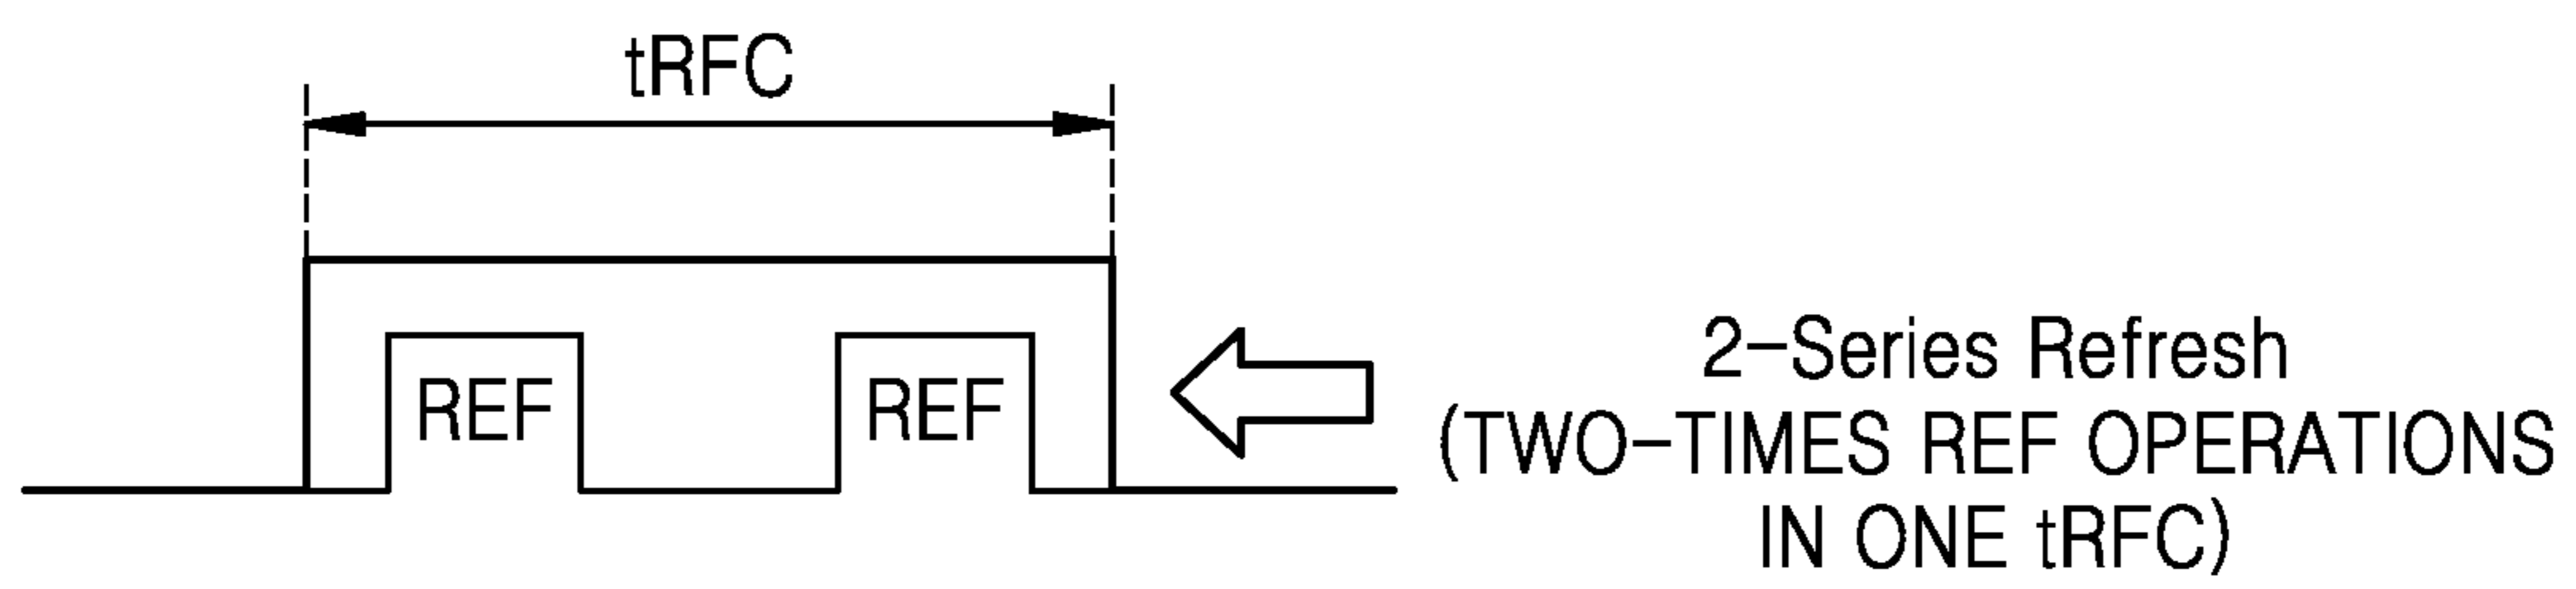 tRFC
REF
REF
2-Series Refresh
(TWO-TIMES REF OPERATIONS
IN ONE tRFC)